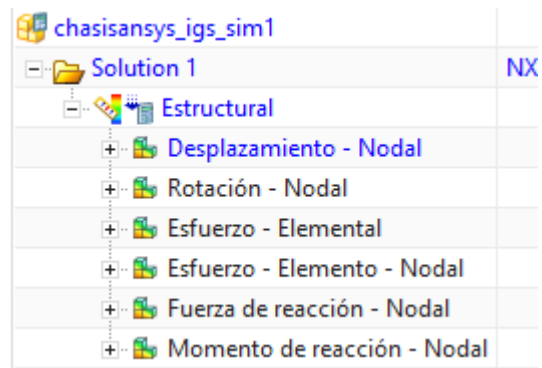 chasisansys_igs_sim1
Solution 1 NX
Estructural
Desplazamiento - Nodal
Rotación - Nodal
Esfuerzo - Elemental
Esfuerzo - Elemento - Nodal
Fuerza de reacción - Nodal
Momento de reacción - Nodal